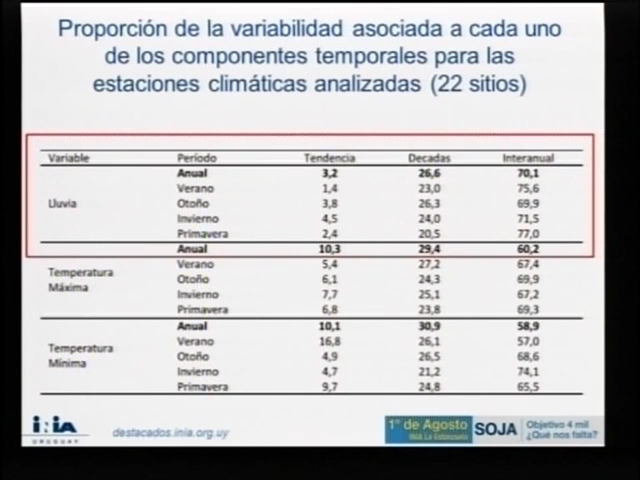 Proporción de la variabilidad asociada a cada uno
de los componentes temporales para las
estaciones climáticas analizadas (22 sitios)
Variable Período Tendencia Decadas Interanual
Anual 3,2 26,6 70,1
Verano 1,4 23,0 75,6
Lluvia Otoño 3,8 26,3 69,9
Invierno 4,5 24,0 71,5
Primavera 2,4 20,5 77,0
Anual 10,3 29,4 60,2
Verano 5,4 27,2 67,4
Temperatura Máxima Otoño 6,1 24,3 69,9
Invierno 7,7 25,1 67,2
Primavera 6,8 23,8 69,3
Anual 10,1 30,9 58,9
Verano 16,8 26,1 57,0
Temperatura Mínima Otoño 4,9 26,5 68,6
Invierno 4,7 21,2 74,1
Primavera 9,7 24,8 65,5
inia
URUGUAY
destacados.inia.org.uy
1° de Agosto
INIA La Estanzuela
SOJA
Objetivo 4 mil
¿Qué nos falta?